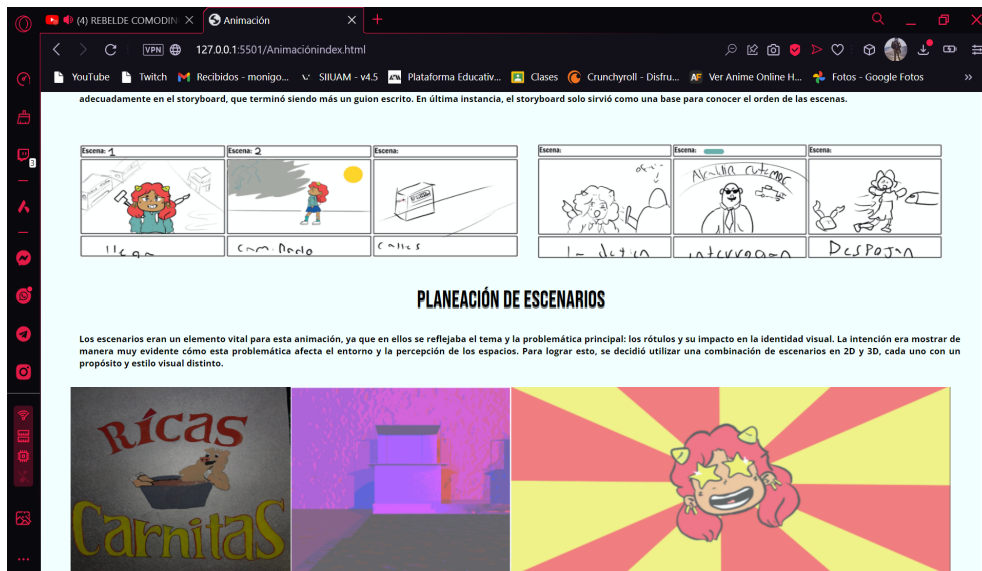 (4) REBELDE COMODIN
Animación
VPN
127.0.0.1:5501/Animaciónindex.html
YouTube
Twitch
Recibidos - monigo...
SIIUAM - v4.5
Plataforma Educativ...
Clases
Crunchyroll - Disfru...
Ver Anime Online H...
Fotos - Google Fotos
3
adecuadamente en el storyboard, que terminó siendo más un guion escrito. En última instancia, el storyboard solo sirvió como una base para conocer el orden de las escenas.
Escena: 1
Escena: 2
Escena:
Escena:
Escena:
Escena:
Caminando
Calles
Despojan
PLANEACIÓN DE ESCENARIOS
Los escenarios eran un elemento vital para esta animación, ya que en ellos se reflejaba el tema y la problemática principal: los rótulos y su impacto en la identidad visual. La intención era mostrar de
manera muy evidente cómo esta problemática afecta el entorno y la percepción de los espacios. Para lograr esto, se decidió utilizar una combinación de escenarios en 2D y 3D, cada uno con un
propósito y estilo visual distinto.
Rícas
Carnitas